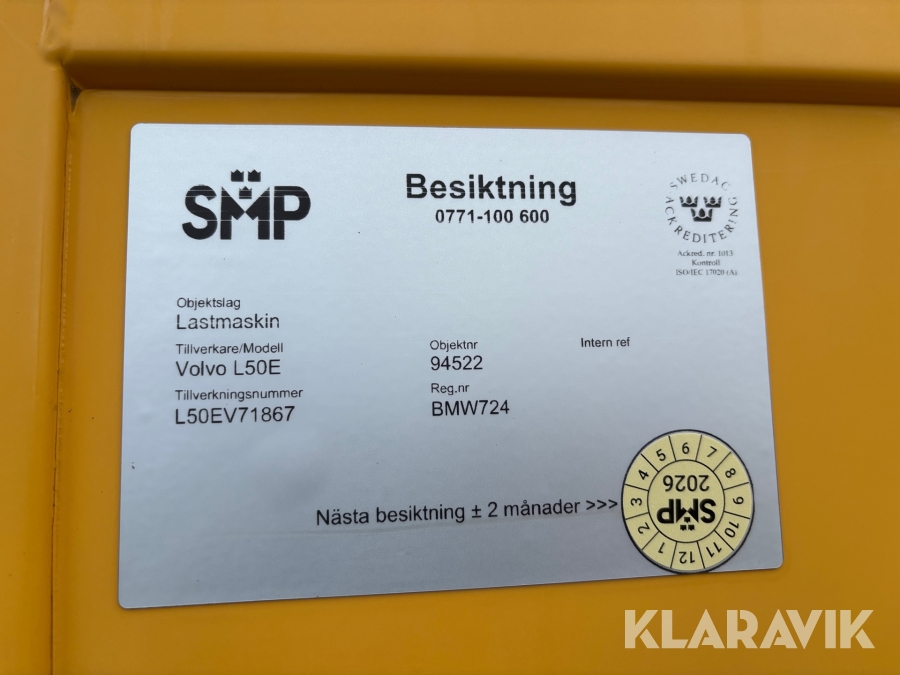 SMP
Besiktning
0771-100 600
SWEDAC
ACKREDITERING
Ackred. nr. 1013
Kontroll
ISO/IEC 17020 (A)
Objektslag
Lastmaskin
Tillverkare/Modell
Volvo L50E
Objektnr
94522
Intern ref
Tillverkningsnummer
L50EV71867
Reg.nr
BMW724
Nästa besiktning ± 2 månader >>>
1 2 3 4 5 6 7 8 9 10 11 12
SMP
2026
KLARAVIK